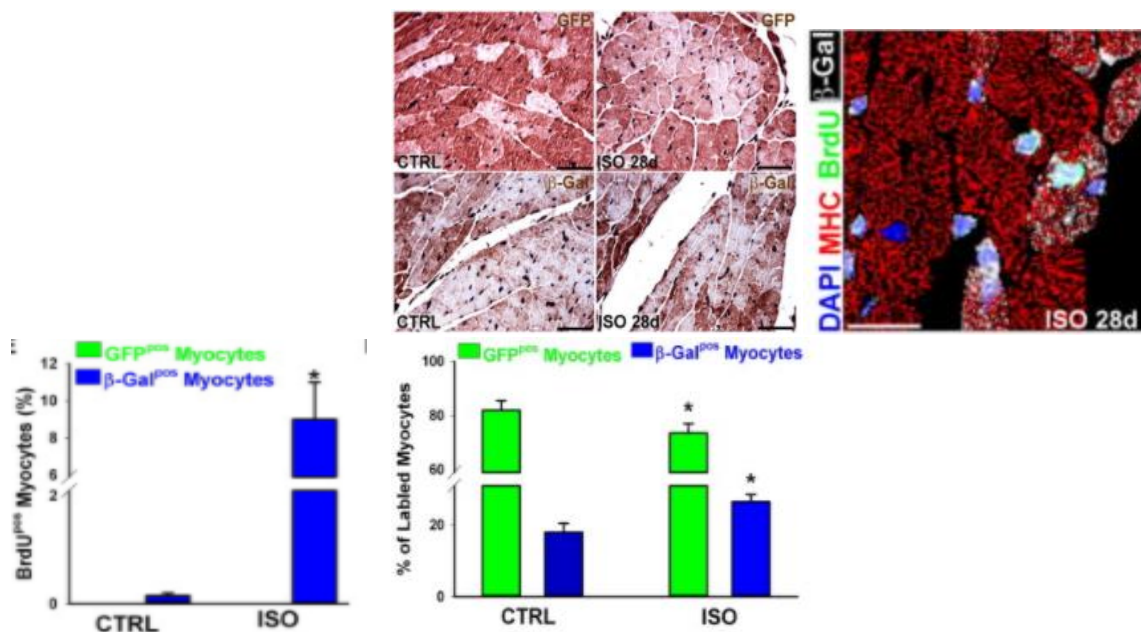 GFP
GFP
CTRL
ISO 28d
β-Gal
β-Gal
CTRL
ISO 28d
DAPI MHC BrdU β-Gal
ISO 28d
GFPpos Myocytes
β-Galpos Myocytes
BrdUpos Myocytes (%)
12
10
8
6
2
0
*
CTRL
ISO
GFPpos Myocytes
β-Galpos Myocytes
% of Labled Myocytes
100
80
60
20
0
*
*
CTRL
ISO